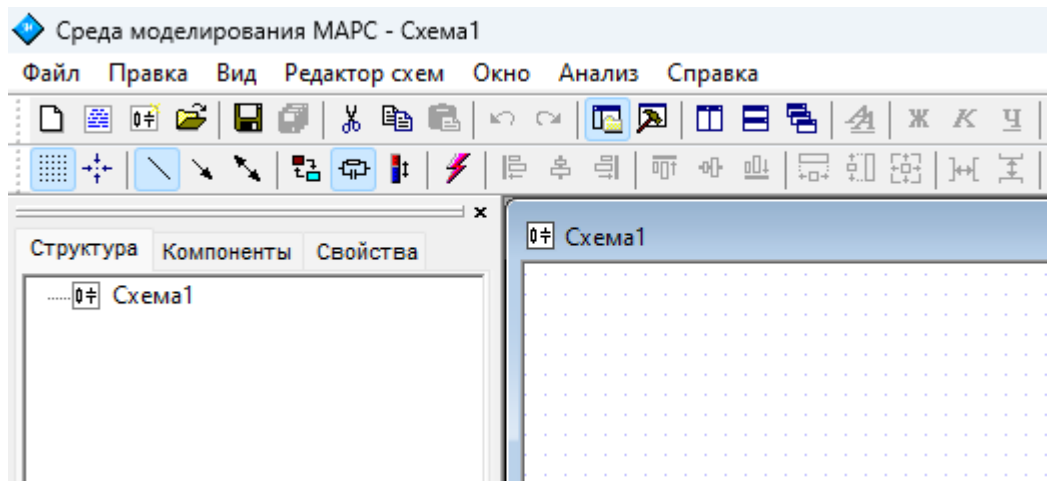 Среда моделирования МАРС - Схема1
Файл Правка Вид Редактор схем Окно Анализ Справка
Ж К Ч
Структура Компоненты Свойства
Схема1
Схема1